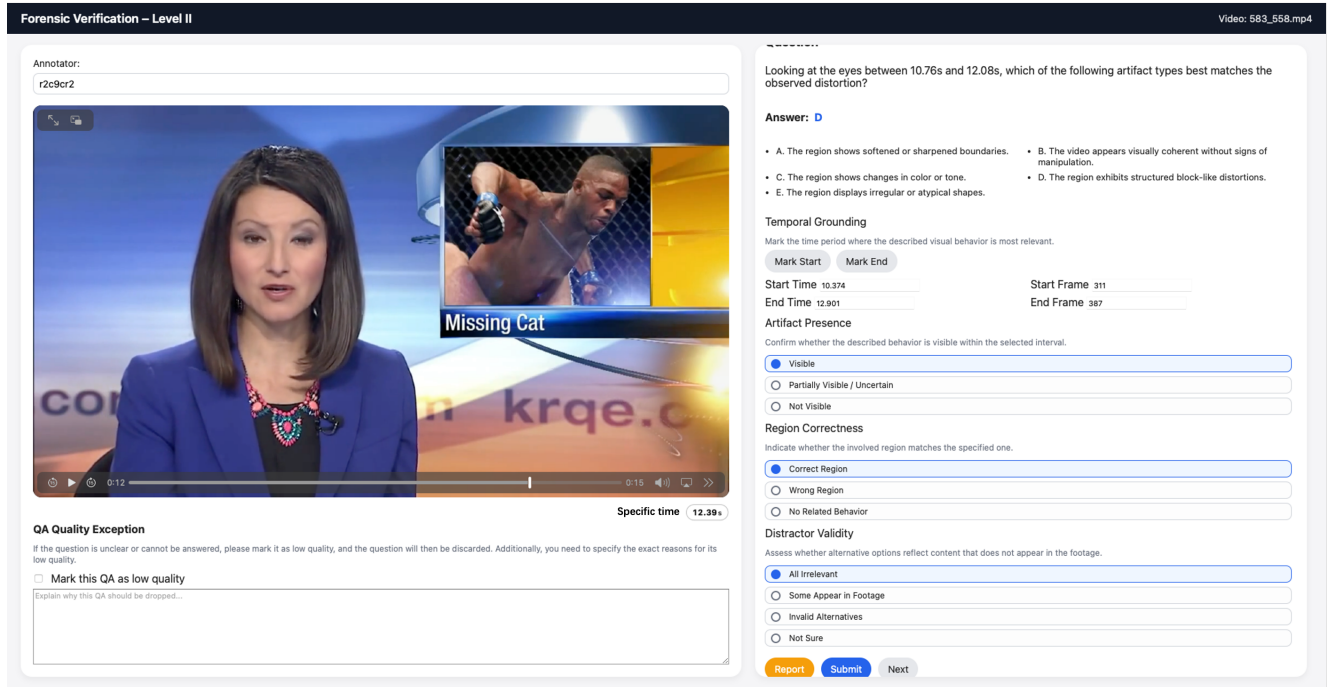 Forensic Verification – Level II
Video: 583_558.mp4
Annotator:
r2c9cr2
Missing Cat
cor
n krqe.c
0:12
0:15
Specific time 12.39s
QA Quality Exception
If the question is unclear or cannot be answered, please mark it as low quality, and the question will then be discarded. Additionally, you need to specify the exact reasons for its
low quality.
Mark this QA as low quality
Explain why this QA should be dropped...
Question
Looking at the eyes between 10.76s and 12.08s, which of the following artifact types best matches the
observed distortion?
Answer: D
• A. The region shows softened or sharpened boundaries.
• B. The video appears visually coherent without signs of
manipulation.
• C. The region shows changes in color or tone.
• D. The region exhibits structured block-like distortions.
• E. The region displays irregular or atypical shapes.
Temporal Grounding
Mark the time period where the described visual behavior is most relevant.
Mark Start
Mark End
Start Time 10.374
Start Frame 311
End Time 12.901
End Frame 387
Artifact Presence
Confirm whether the described behavior is visible within the selected interval.
Visible
Partially Visible / Uncertain
Not Visible
Region Correctness
Indicate whether the involved region matches the specified one.
Correct Region
Wrong Region
No Related Behavior
Distractor Validity
Assess whether alternative options reflect content that does not appear in the footage.
All Irrelevant
Some Appear in Footage
Invalid Alternatives
Not Sure
Report
Submit
Next